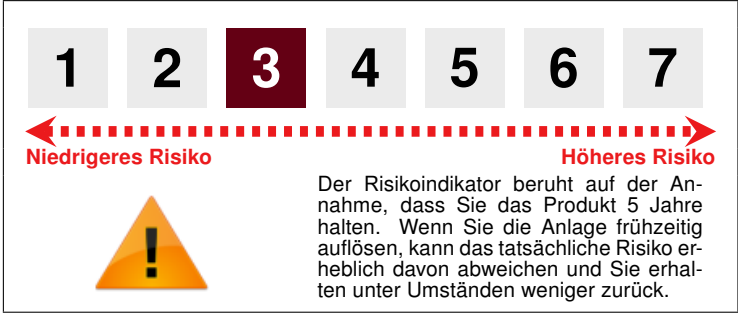 1 2 3 4 5 6 7
Niedrigeres Risiko Höheres Risiko
Der Risikoindikator beruht auf der An-
nahme, dass Sie das Produkt 5 Jahre
halten. Wenn Sie die Anlage frühzeitig
auflösen, kann das tatsächliche Risiko er-
heblich davon abweichen und Sie erhal-
ten unter Umständen weniger zurück.